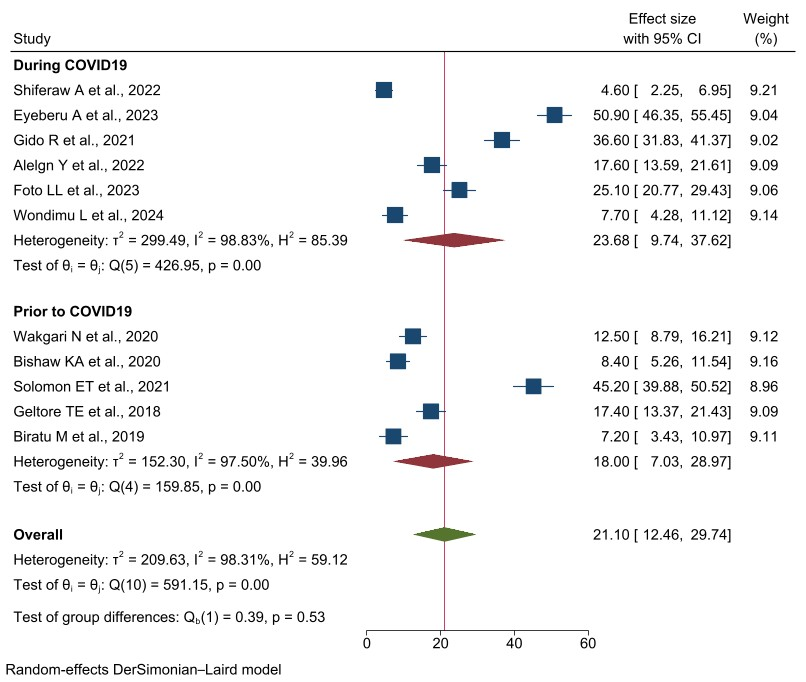 Effect size Weight
Study with 95% CI (%)
During COVID19
Shiferaw A et al., 2022 4.60 [ 2.25, 6.95] 9.21
Eyeberu A et al., 2023 50.90 [ 46.35, 55.45] 9.04
Gido R et al., 2021 36.60 [ 31.83, 41.37] 9.02
Alelgn Y et al., 2022 17.60 [ 13.59, 21.61] 9.09
Foto LL et al., 2023 25.10 [ 20.77, 29.43] 9.06
Wondimu L et al., 2024 7.70 [ 4.28, 11.12] 9.14
Heterogeneity: τ² = 299.49, I² = 98.83%, H² = 85.39 23.68 [ 9.74, 37.62]
Test of θᵢ = θⱼ: Q(5) = 426.95, p = 0.00
Prior to COVID19
Wakgari N et al., 2020 12.50 [ 8.79, 16.21] 9.12
Bishaw KA et al., 2020 8.40 [ 5.26, 11.54] 9.16
Solomon ET et al., 2021 45.20 [ 39.88, 50.52] 8.96
Geltore TE et al., 2018 17.40 [ 13.37, 21.43] 9.09
Biratu M et al., 2019 7.20 [ 3.43, 10.97] 9.11
Heterogeneity: τ² = 152.30, I² = 97.50%, H² = 39.96 18.00 [ 7.03, 28.97]
Test of θᵢ = θⱼ: Q(4) = 159.85, p = 0.00
Overall 21.10 [ 12.46, 29.74]
Heterogeneity: τ² = 209.63, I² = 98.31%, H² = 59.12
Test of θᵢ = θⱼ: Q(10) = 591.15, p = 0.00
Test of group differences: Q_b(1) = 0.39, p = 0.53
0 20 40 60
Random-effects DerSimonian–Laird model